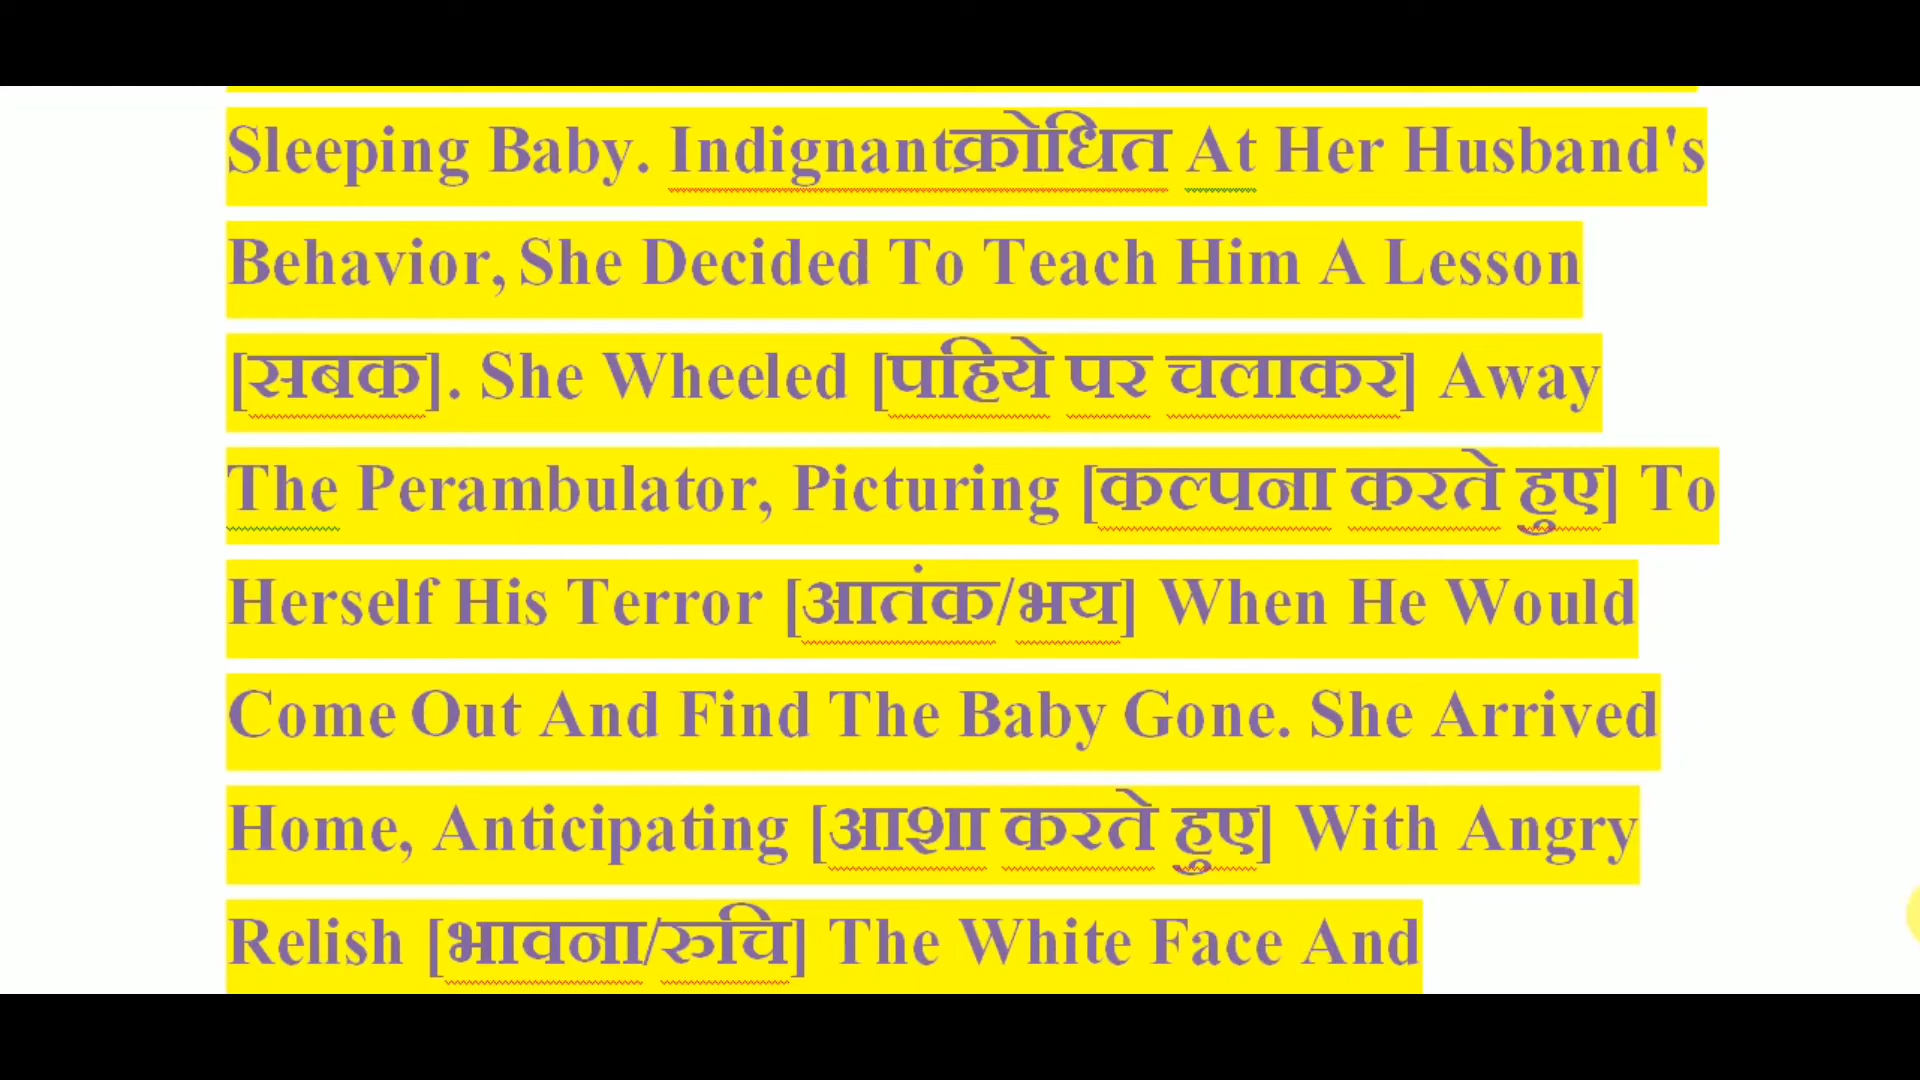 Sleeping Baby. Indignantक्रोधित At Her Husband's
Behavior, She Decided To Teach Him A Lesson
[सबक]. She Wheeled [पहिये पर चलाकर] Away
The Perambulator, Picturing [कल्पना करते हुए] To
Herself His Terror [आतंक/भय] When He Would
Come Out And Find The Baby Gone. She Arrived
Home, Anticipating [आशा करते हुए] With Angry
Relish [भावना/रुचि] The White Face And